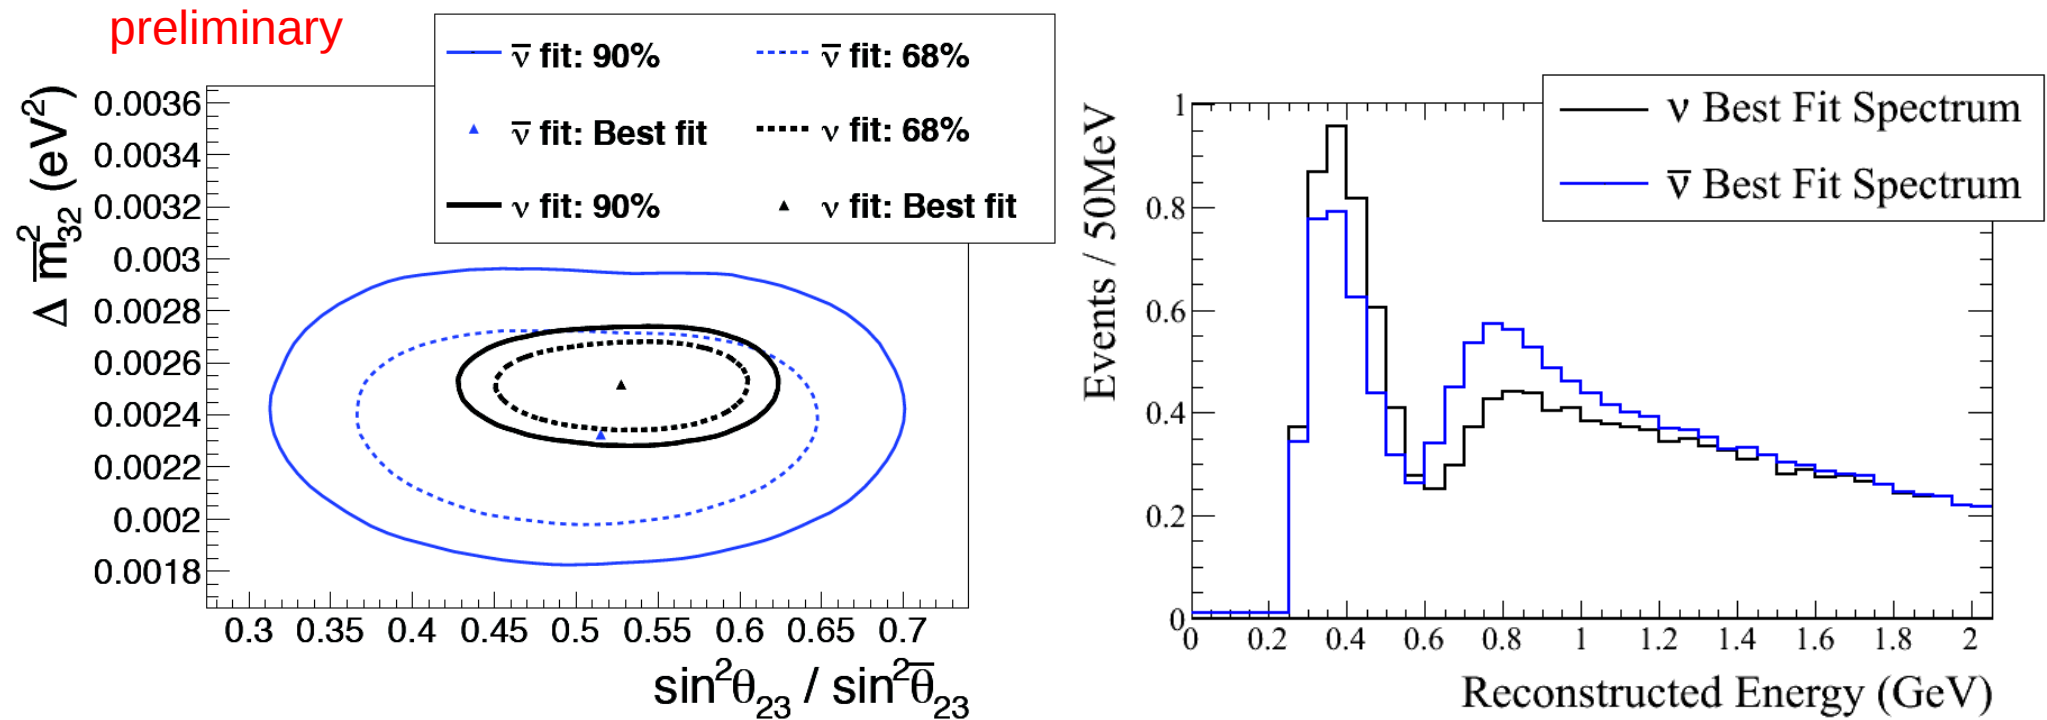 preliminary
ν̅ fit: 90%
ν̅ fit: 68%
ν̅ fit: Best fit
ν fit: 68%
ν fit: 90%
ν fit: Best fit
Δ m̅²₃₂ (eV²)
0.0036
0.0034
0.0032
0.003
0.0028
0.0026
0.0024
0.0022
0.002
0.0018
0.3 0.35 0.4 0.45 0.5 0.55 0.6 0.65 0.7
sin²θ₂₃ / sin²θ̅₂₃
ν Best Fit Spectrum
ν̅ Best Fit Spectrum
Events / 50MeV
1
0.8
0.6
0.4
0.2
0
0 0.2 0.4 0.6 0.8 1 1.2 1.4 1.6 1.8 2
Reconstructed Energy (GeV)